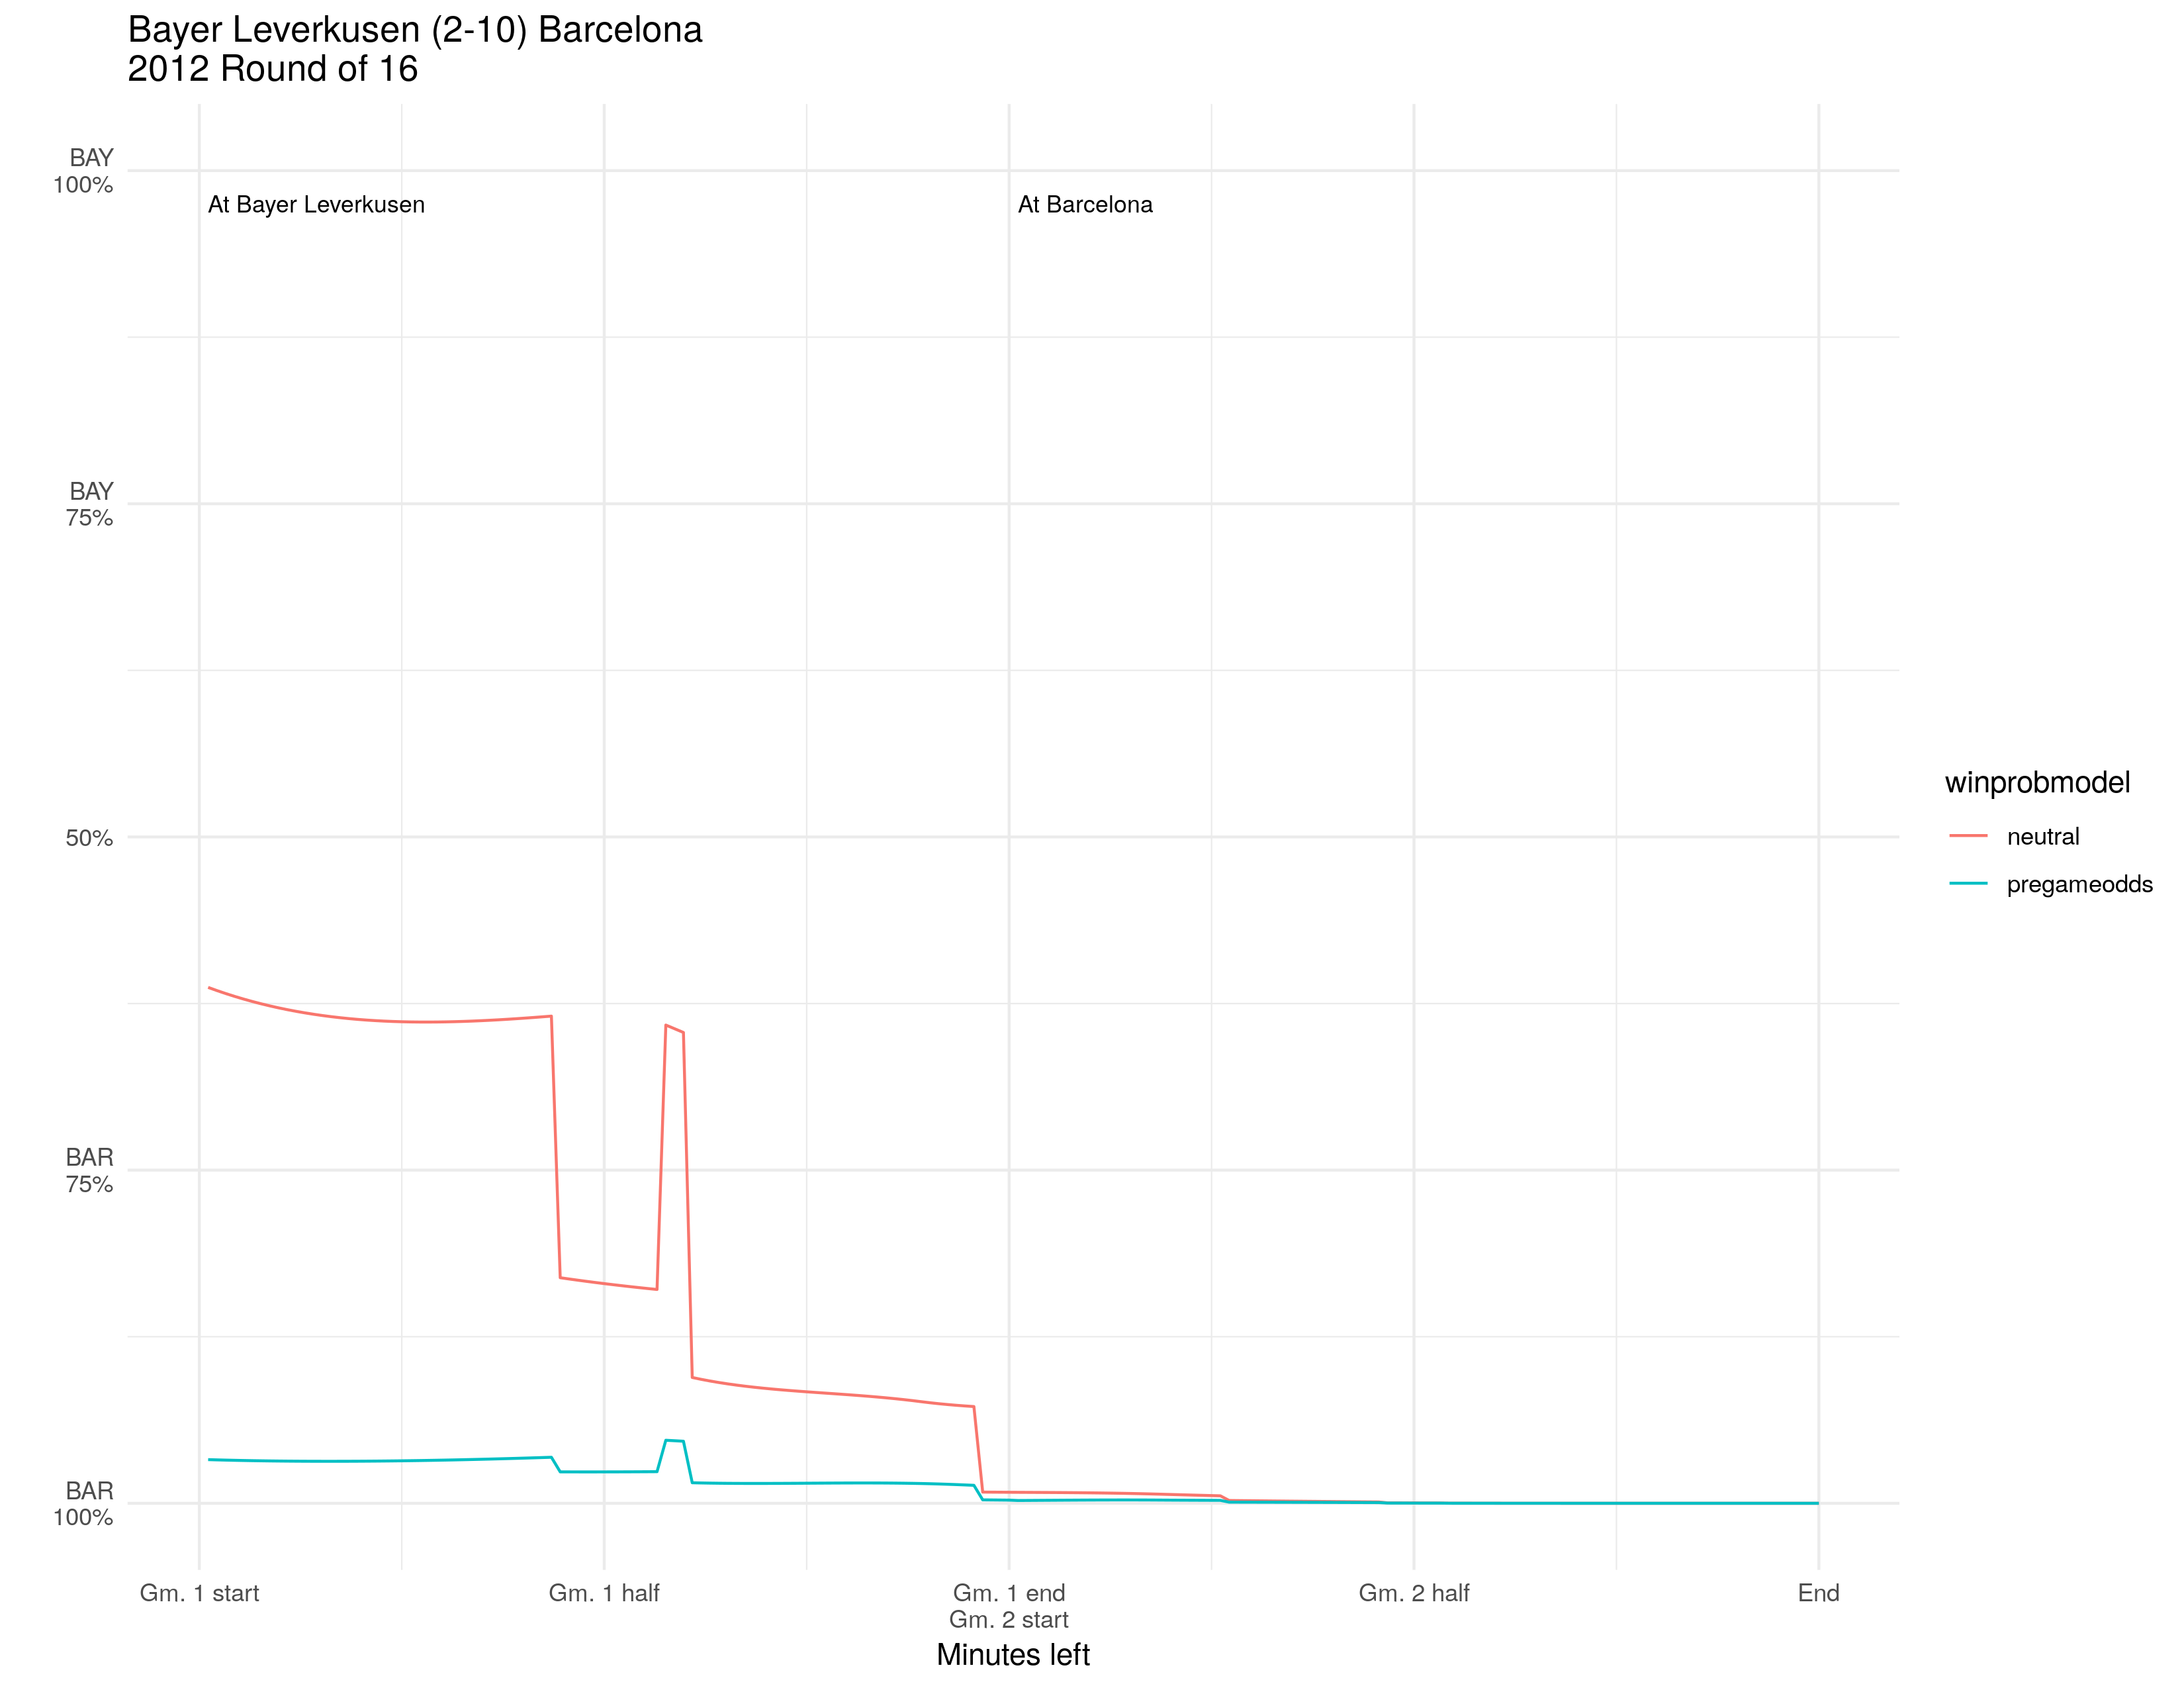 Bayer Leverkusen (2-10) Barcelona
2012 Round of 16
BAY
100%
At Bayer Leverkusen
At Barcelona
BAY
75%
50%
BAR
75%
BAR
100%
winprobmodel
neutral
pregameodds
Gm. 1 start
Gm. 1 half
Gm. 1 end
Gm. 2 start
Gm. 2 half
End
Minutes left